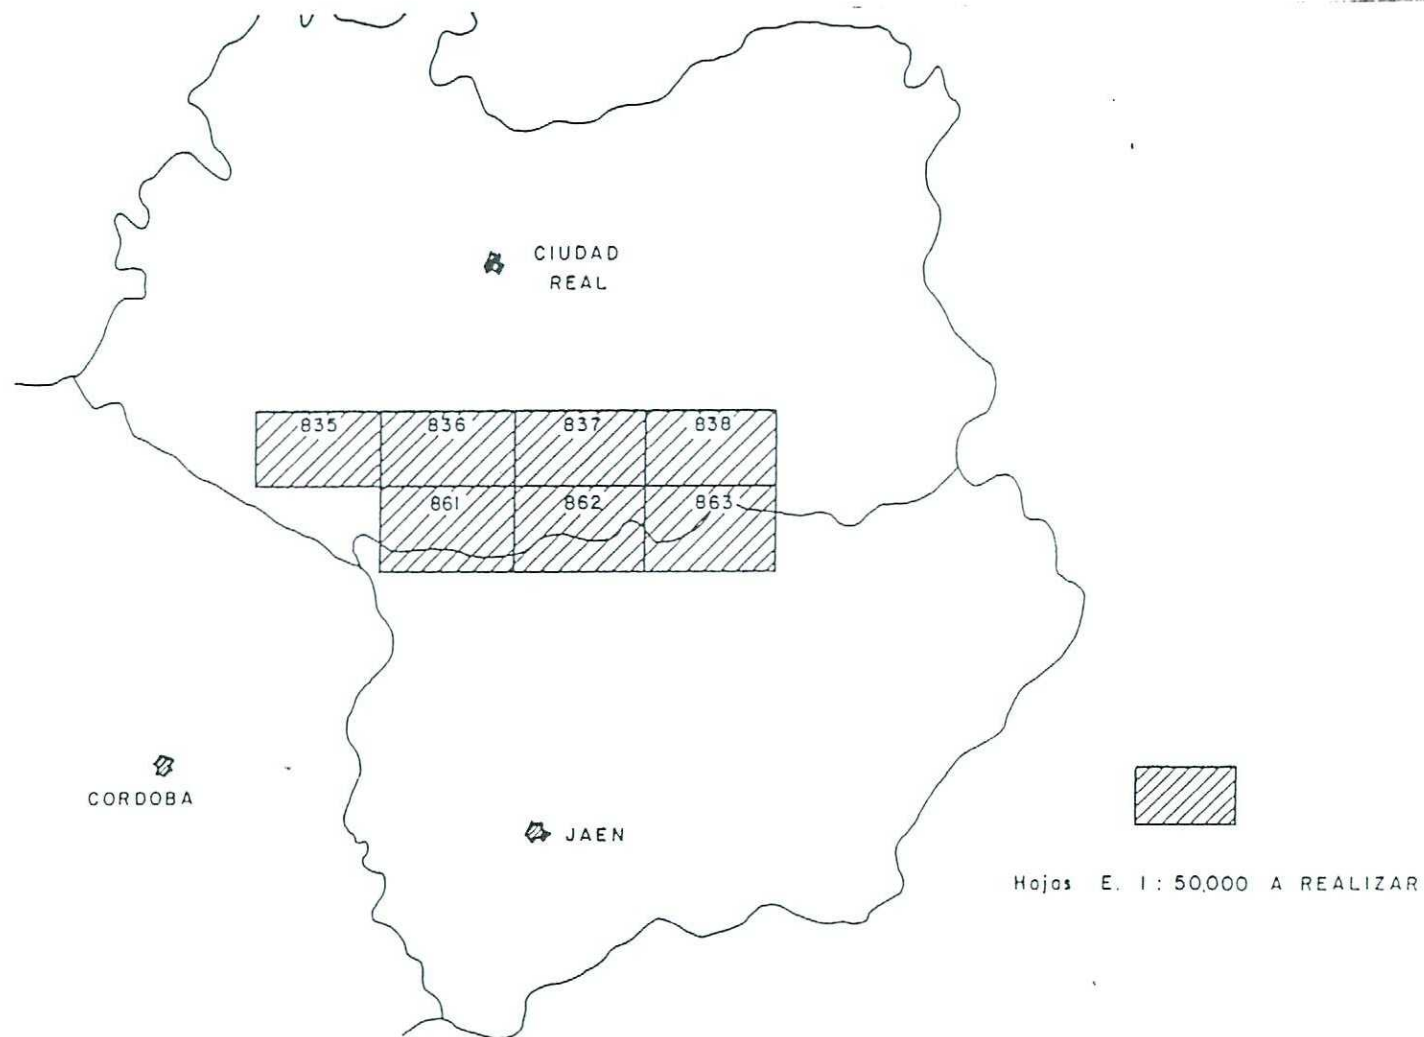 CIUDAD
REAL
835 836 837 838
861 862 863
CORDOBA
JAEN
Hojas E. 1:50,000 A REALIZAR